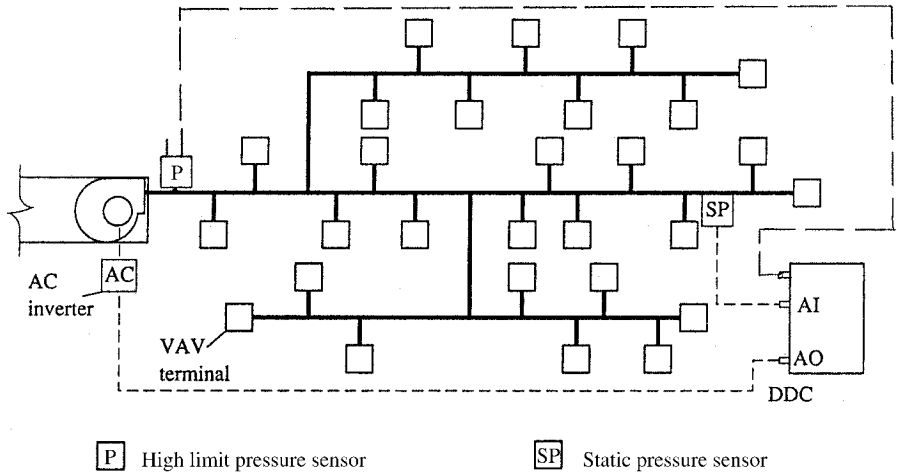 P
SP
AC
inverter
AC
AI
VAV
terminal
AO
DDC
P High limit pressure sensor
SP Static pressure sensor